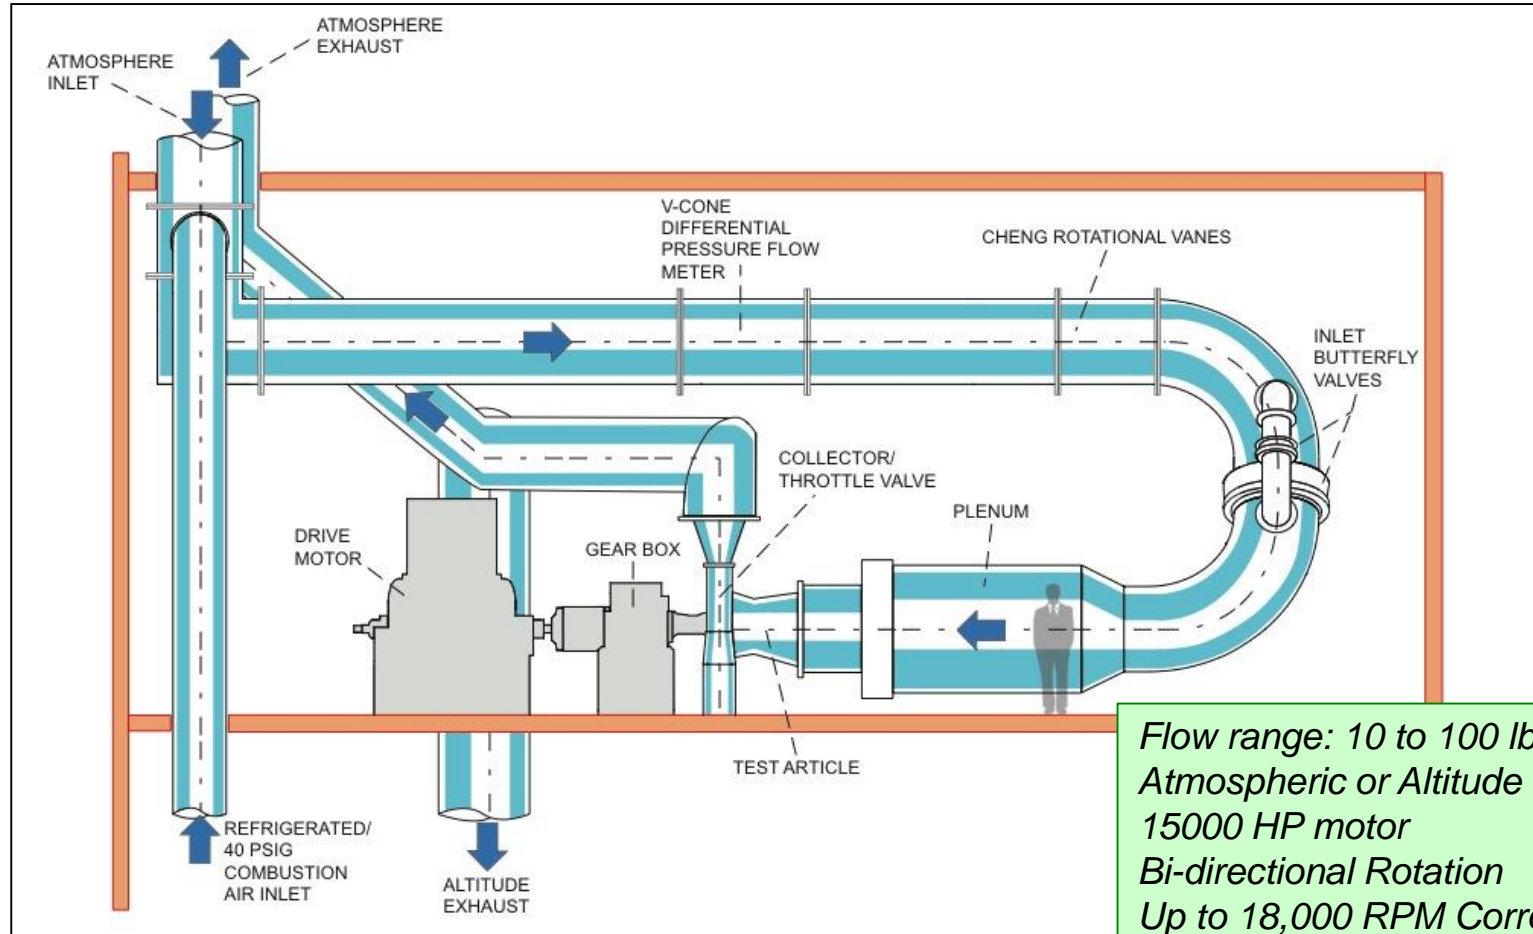 ATMOSPHERE
EXHAUST
ATMOSPHERE
INLET
V-CONE
DIFFERENTIAL
PRESSURE FLOW
METER
CHENG ROTATIONAL VANES
INLET
BUTTERFLY
VALVES
COLLECTOR/
THROTTLE VALVE
PLENUM
DRIVE
MOTOR
GEAR BOX
TEST ARTICLE
REFRIGERATED/
40 PSIG
COMBUSTION
AIR INLET
ALTITUDE
EXHAUST
Flow range: 10 to 100 lb
Atmospheric or Altitude
15000 HP motor
Bi-directional Rotation
Up to 18,000 RPM